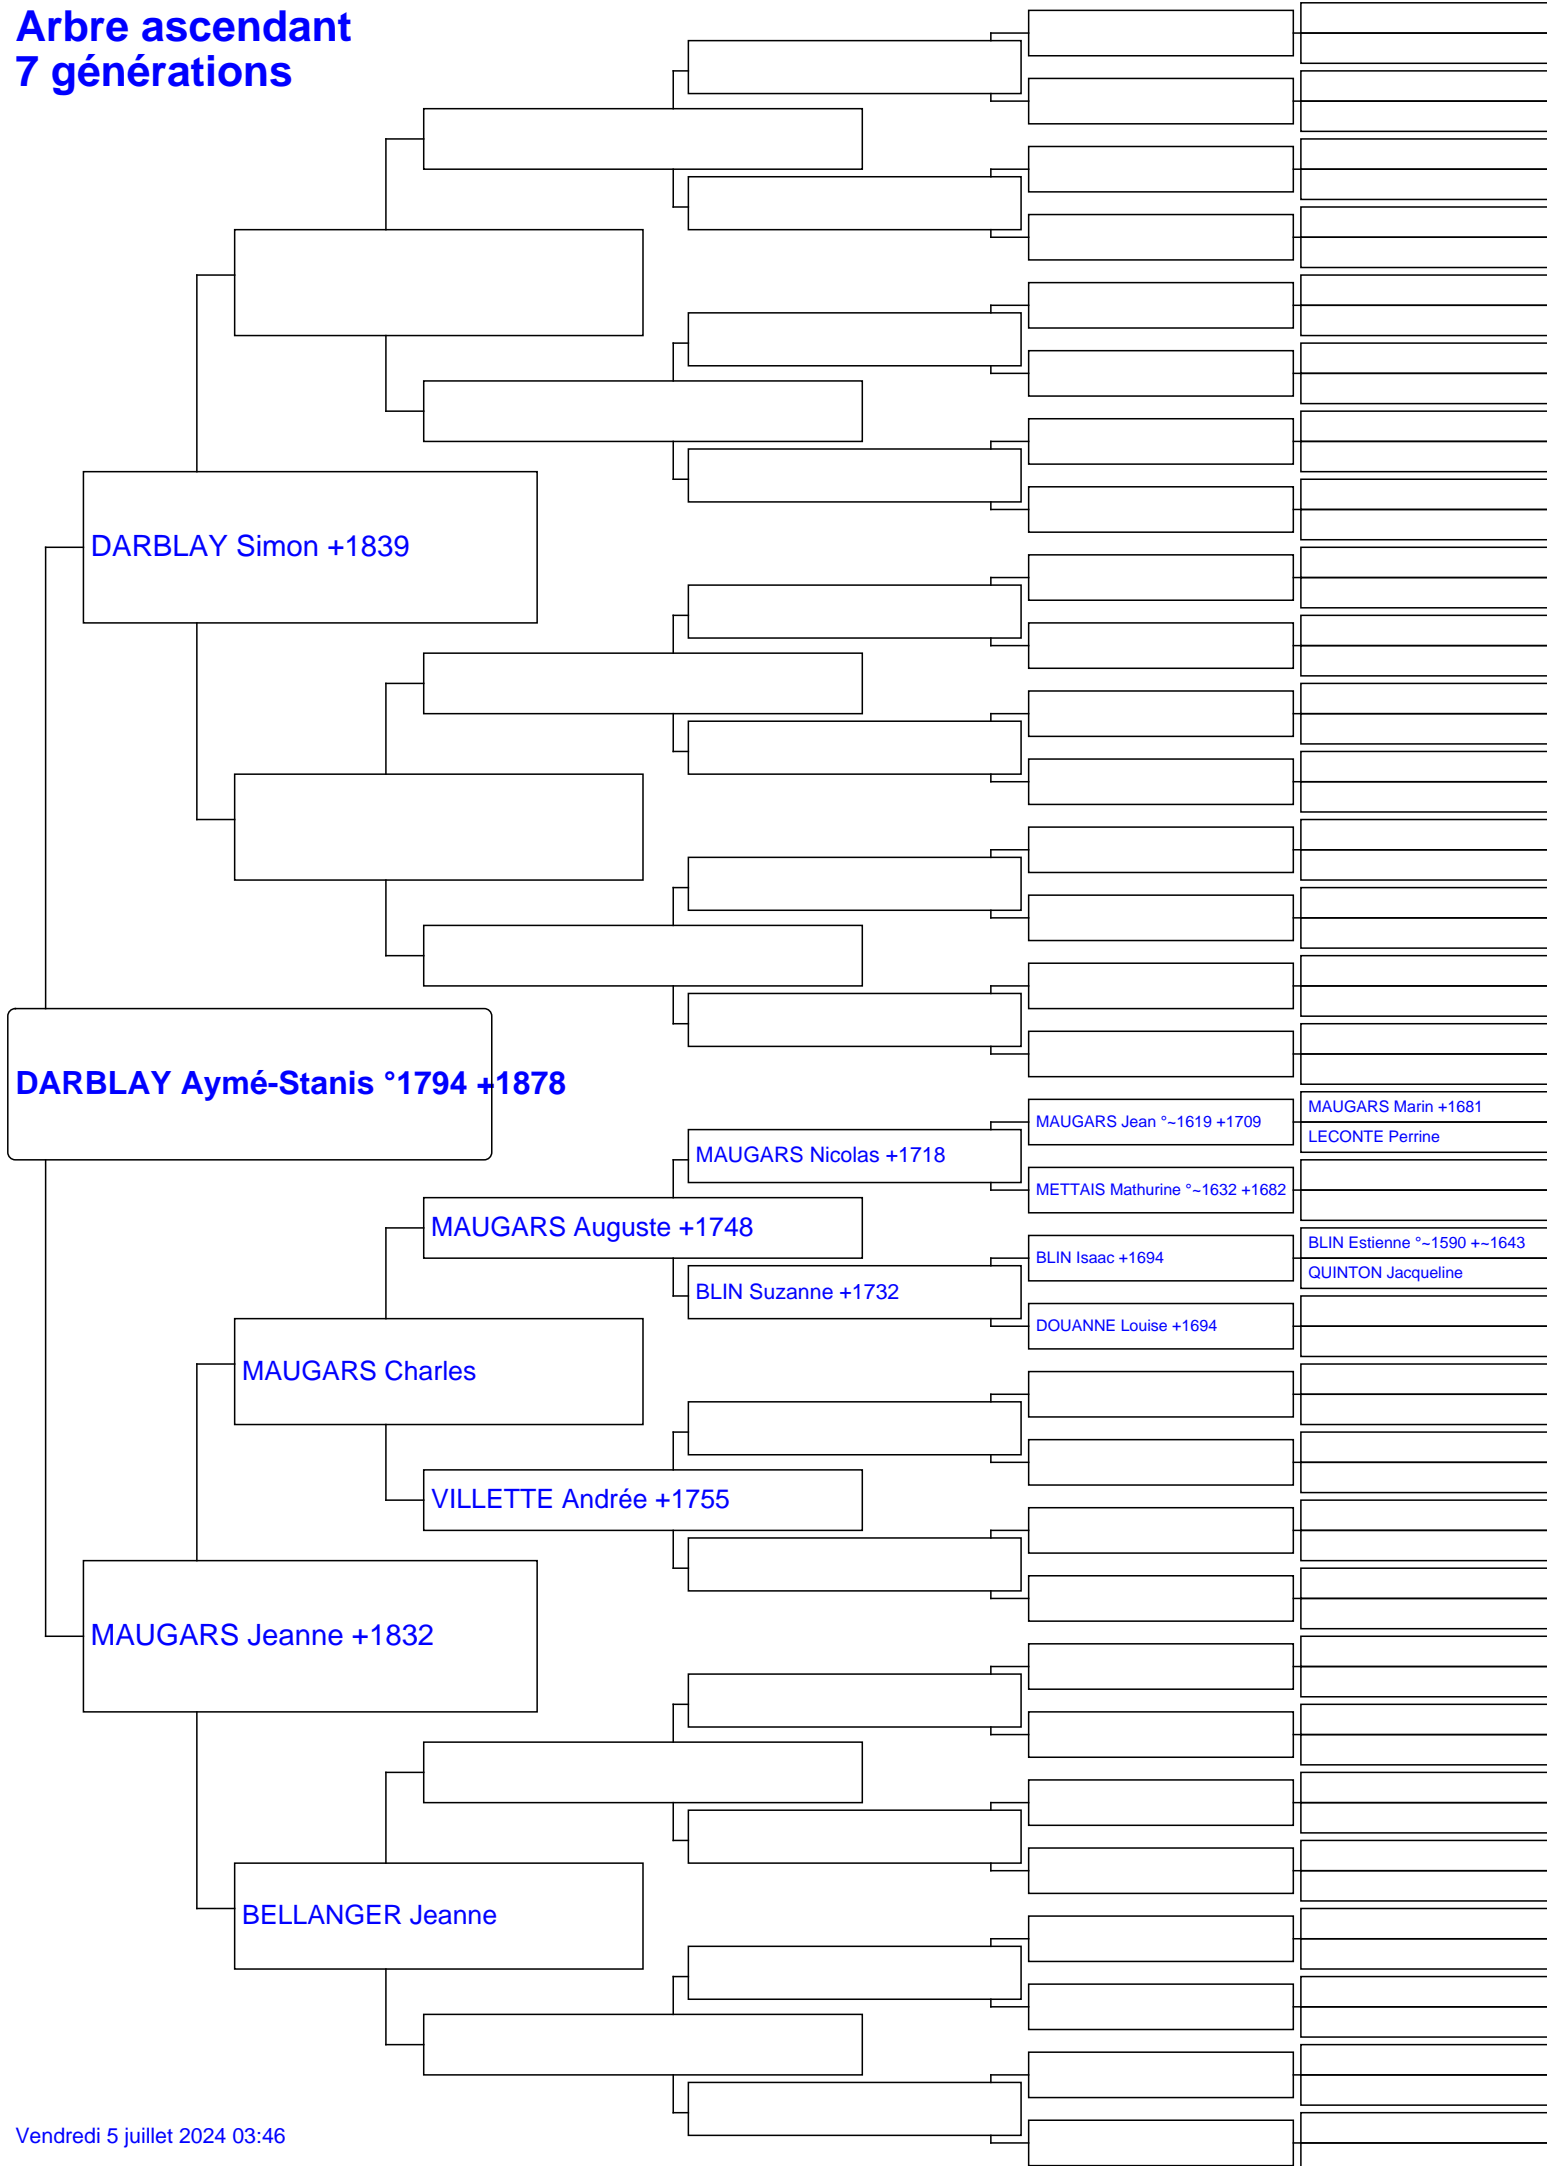 Arbre ascendant
7 générations
DARBLAY Simon +1839
DARBLAY Aymé-Stanis °1794 +1878
MAUGARS Jean °~1619 +1709
MAUGARS Marin +1681
LECONTE Perrine
MAUGARS Nicolas +1718
METTAIS Mathurine °~1632 +1682
MAUGARS Auguste +1748
BLIN Isaac +1694
BLIN Estienne °~1590 +~1643
QUINTON Jacqueline
BLIN Suzanne +1732
DOUANNE Louise +1694
MAUGARS Charles
VILLETTE Andrée +1755
MAUGARS Jeanne +1832
BELLANGER Jeanne
Vendredi 5 juillet 2024 03:46